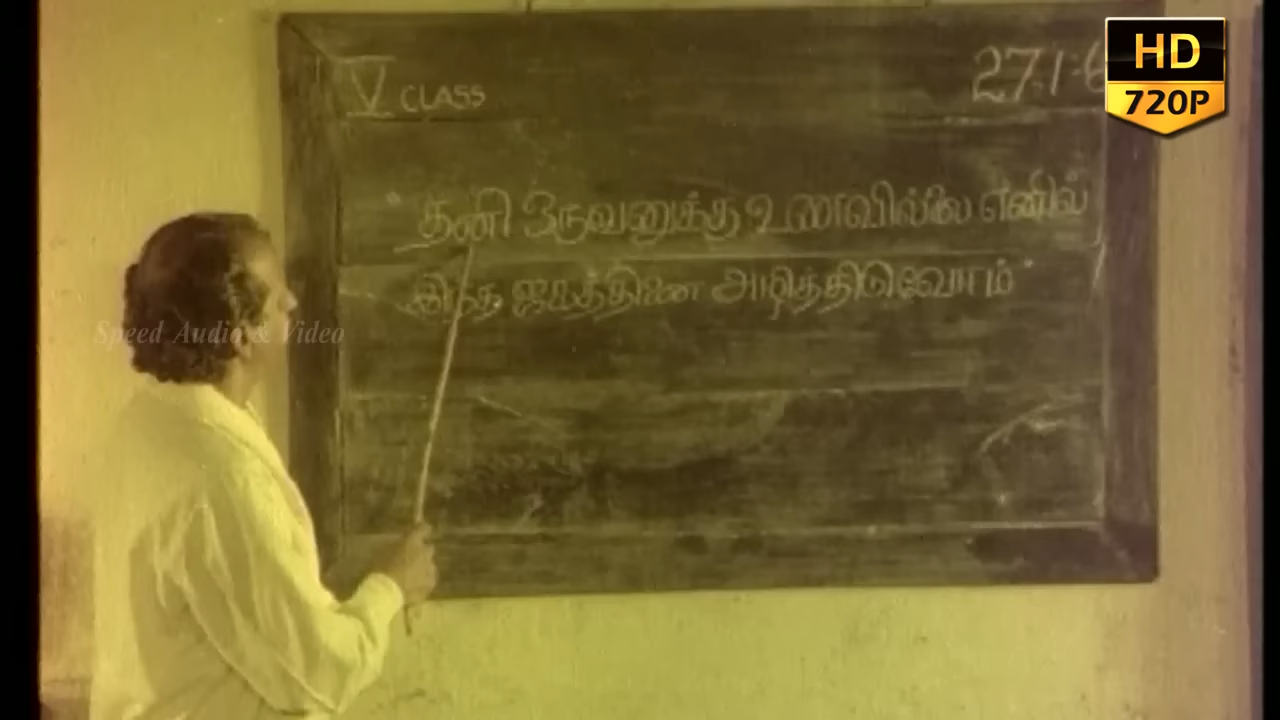 HD
720P
V CLASS
27.1.6
" தனி ஒருவனுக்கு உணவில்லை எனில்
இந்த ஜகத்தினை அழித்திடுவோம் "
Speed Audio & Video